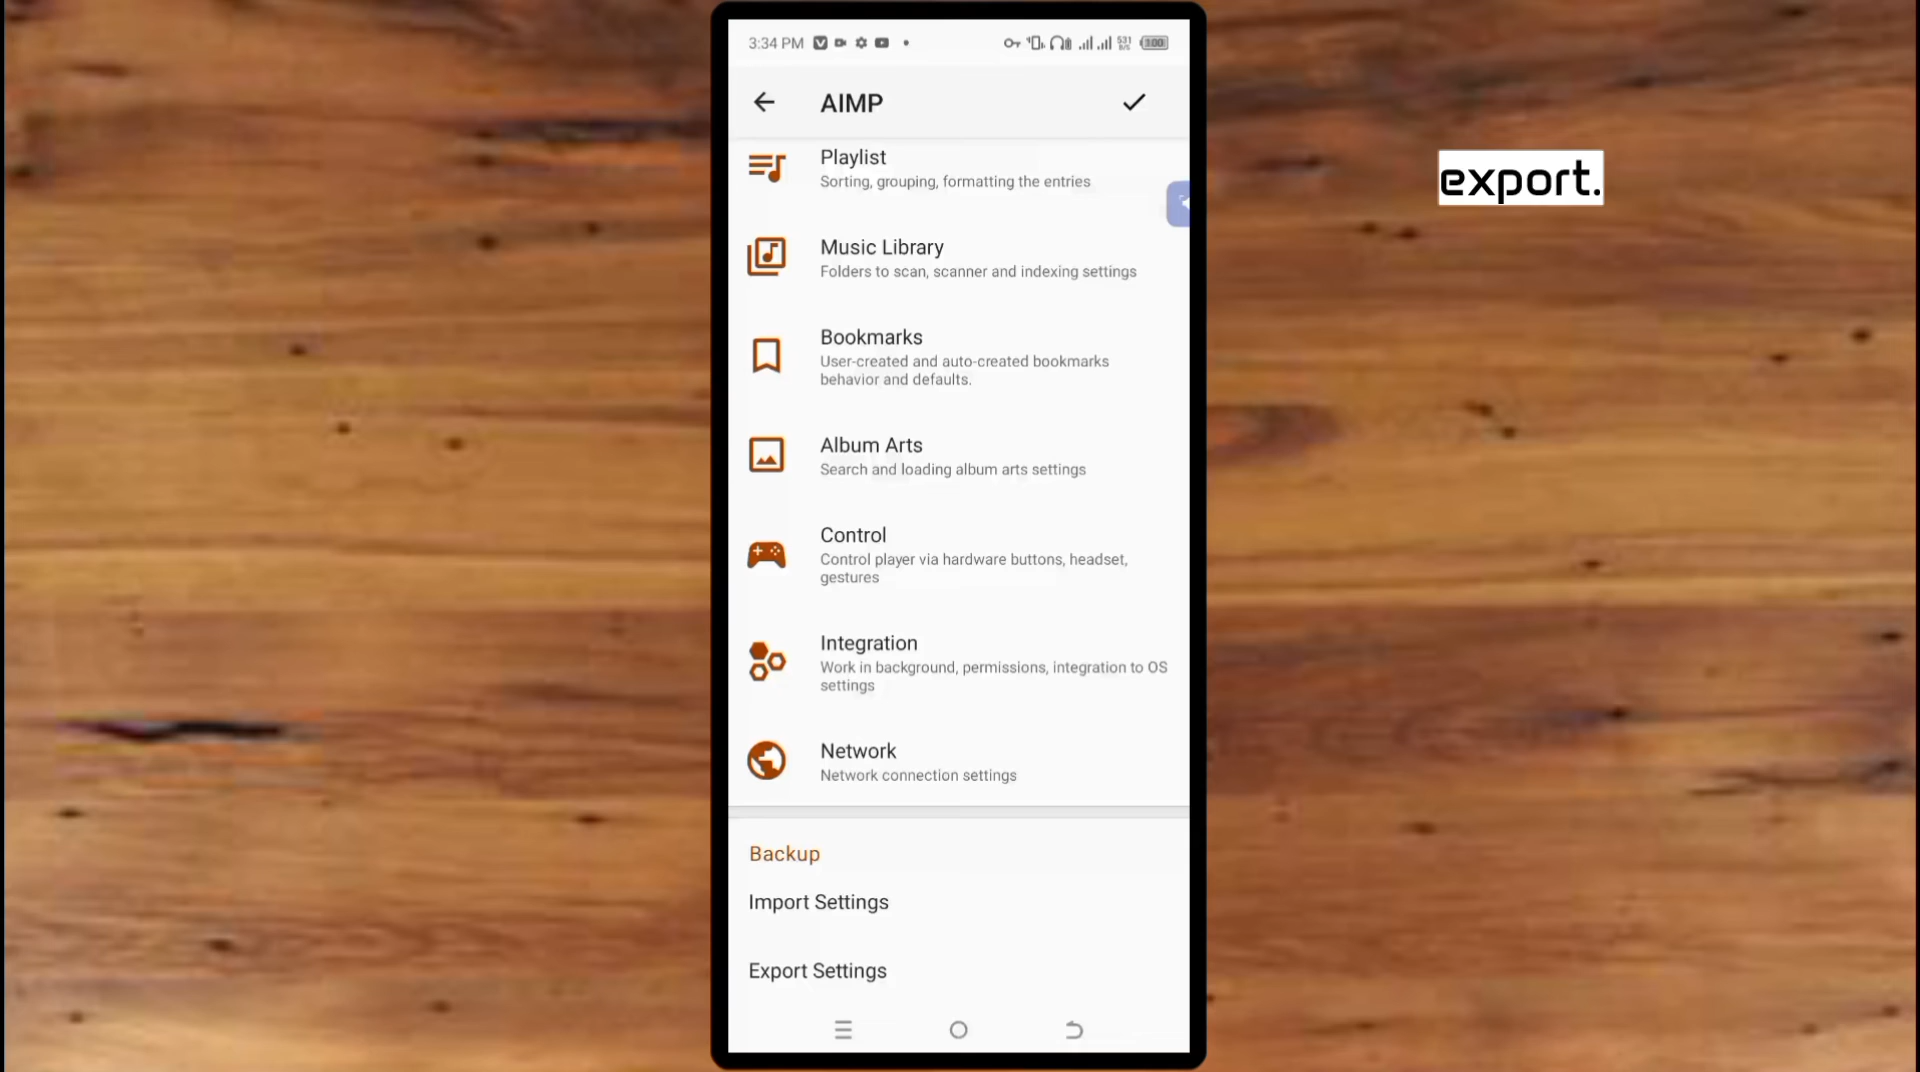 3:34 PM
531
B/S
100
AIMP
export.
Playlist
Sorting, grouping, formatting the entries
Music Library
Folders to scan, scanner and indexing settings
Bookmarks
User-created and auto-created bookmarks
behavior and defaults.
Album Arts
Search and loading album arts settings
Control
Control player via hardware buttons, headset,
gestures
Integration
Work in background, permissions, integration to OS
settings
Network
Network connection settings
Backup
Import Settings
Export Settings